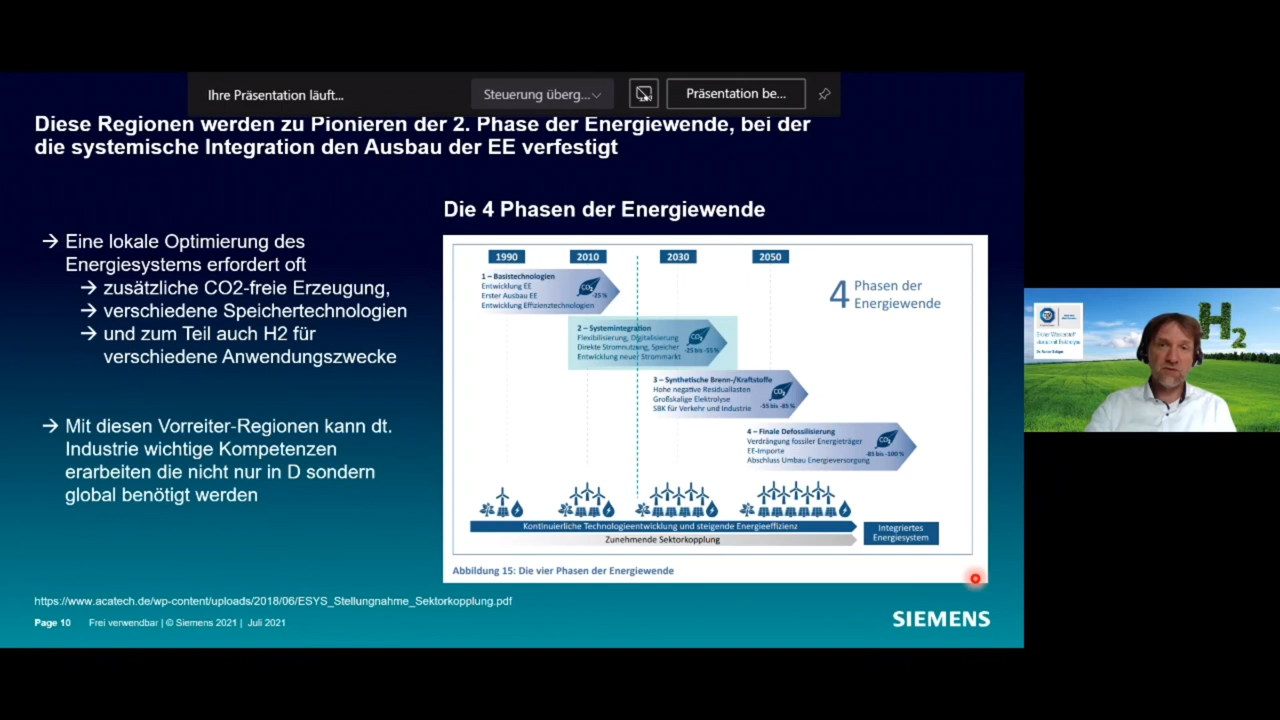 Ihre Präsentation läuft...
Steuerung überg...
Präsentation be...
Diese Regionen werden zu Pionieren der 2. Phase der Energiewende, bei der
die systemische Integration den Ausbau der EE verfestigt
Die 4 Phasen der Energiewende
→ Eine lokale Optimierung des
Energiesystems erfordert oft
→ zusätzliche CO2-freie Erzeugung,
→ verschiedene Speichertechnologien
→ und zum Teil auch H2 für
verschiedene Anwendungszwecke
→ Mit diesen Vorreiter-Regionen kann dt.
Industrie wichtige Kompetenzen
erarbeiten die nicht nur in D sondern
global benötigt werden
1990 2010 2030 2050
4 Phasen der
Energiewende
1 – Basistechnologien
Entwicklung EE
Erster Ausbau EE
Entwicklung Effizienztechnologien
CO2
-25 %
2 – Systemintegration
Flexibilisierung, Digitalisierung
Direkte Stromnutzung, Speicher
Entwicklung neuer Strommarkt
CO2
-25 bis -55 %
3 – Synthetische Brenn-/Kraftstoffe
Hohe negative Residuallasten
Großskalige Elektrolyse
SBK für Verkehr und Industrie
CO2
-55 bis -85 %
4 – Finale Defossilisierung
Verdrängung fossiler Energieträger
EE-Importe
Abschluss Umbau Energieversorgung
CO2
-85 bis -100 %
Kontinuierliche Technologieentwicklung und steigende Energieeffizienz
Zunehmende Sektorkopplung
Integriertes
Energiesystem
Abbildung 15: Die vier Phasen der Energiewende
https://www.acatech.de/wp-content/uploads/2018/06/ESYS_Stellungnahme_Sektorkopplung.pdf
Page 10 Frei verwendbar | © Siemens 2021 | Juli 2021
SIEMENS
H2